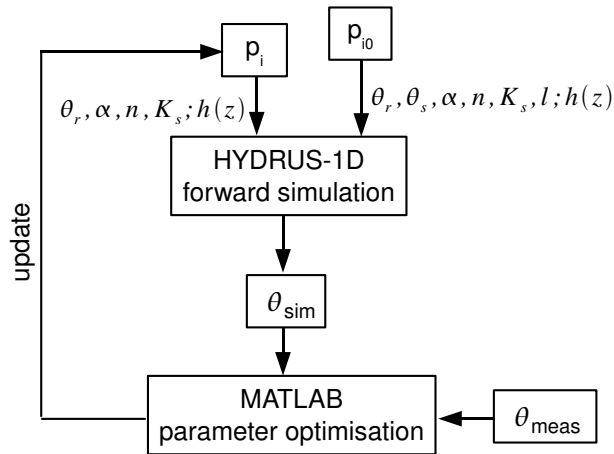 p_i
p_i0
θ_r, α, n, K_s; h(z)
θ_r, θ_s, α, n, K_s, l; h(z)
HYDRUS-1D
forward simulation
update
θ_sim
MATLAB
parameter optimisation
θ_meas